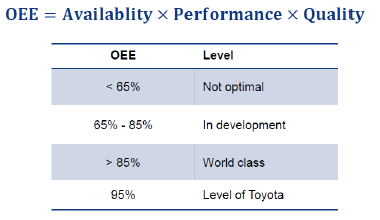 OEE = Availablity × Performance × Quality
OEE Level
< 65% Not optimal
65% - 85% In development
> 85% World class
95% Level of Toyota